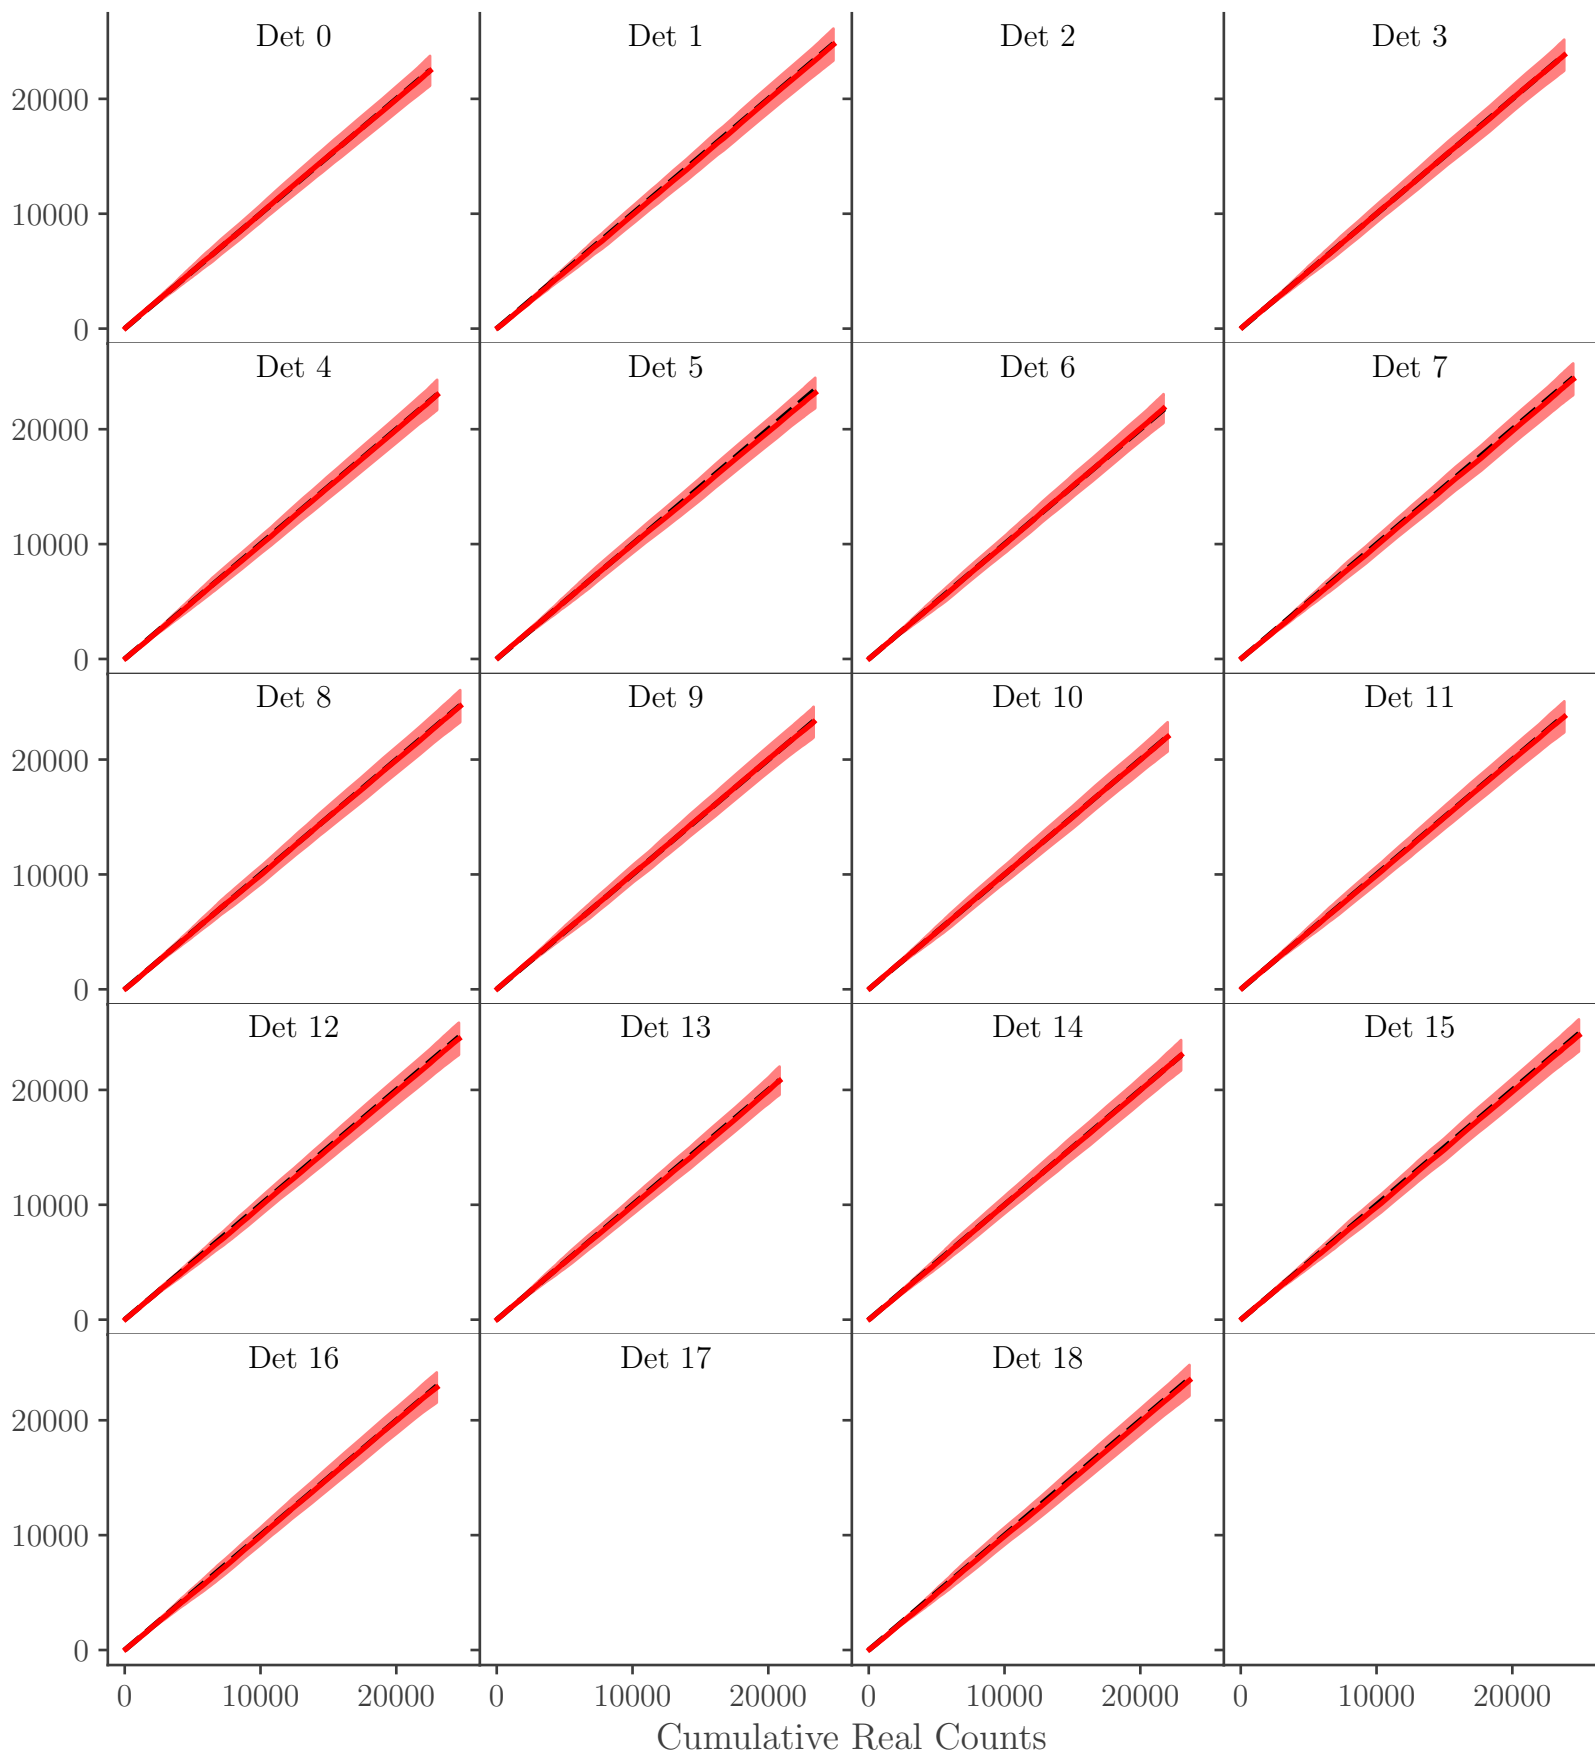 Det 0 Det 1 Det 2 Det 3
20000
10000
0
Det 4 Det 5 Det 6 Det 7
20000
10000
0
Det 8 Det 9 Det 10 Det 11
20000
10000
0
Det 12 Det 13 Det 14 Det 15
20000
10000
0
Det 16 Det 17 Det 18
20000
10000
0
0 10000 20000 0 10000 20000 0 10000 20000 0 10000 20000
Cumulative Real Counts